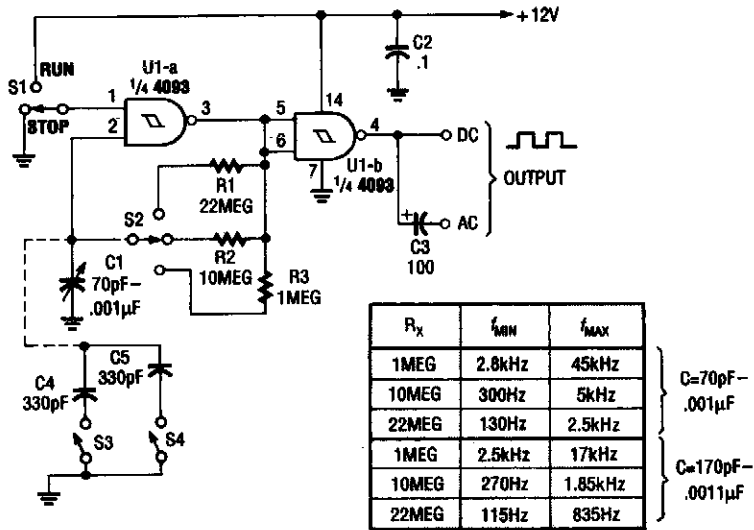 +12V
C2
.1
RUN
S1
STOP
U1-a
1/4 4093
1
2
3
5
6
14
4
7
U1-b
1/4 4093
DC
AC
OUTPUT
+
C3
100
R1
22MEG
S2
R2
10MEG
R3
1MEG
C1
70pF–
.001µF
C4
330pF
C5
330pF
S3
S4
RX fMIN fMAX
1MEG 2.8kHz 45kHz
10MEG 300Hz 5kHz
22MEG 130Hz 2.5kHz
C=70pF–
.001µF
1MEG 2.5kHz 17kHz
10MEG 270Hz 1.85kHz
22MEG 115Hz 835Hz
C=170pF–
.0011µF